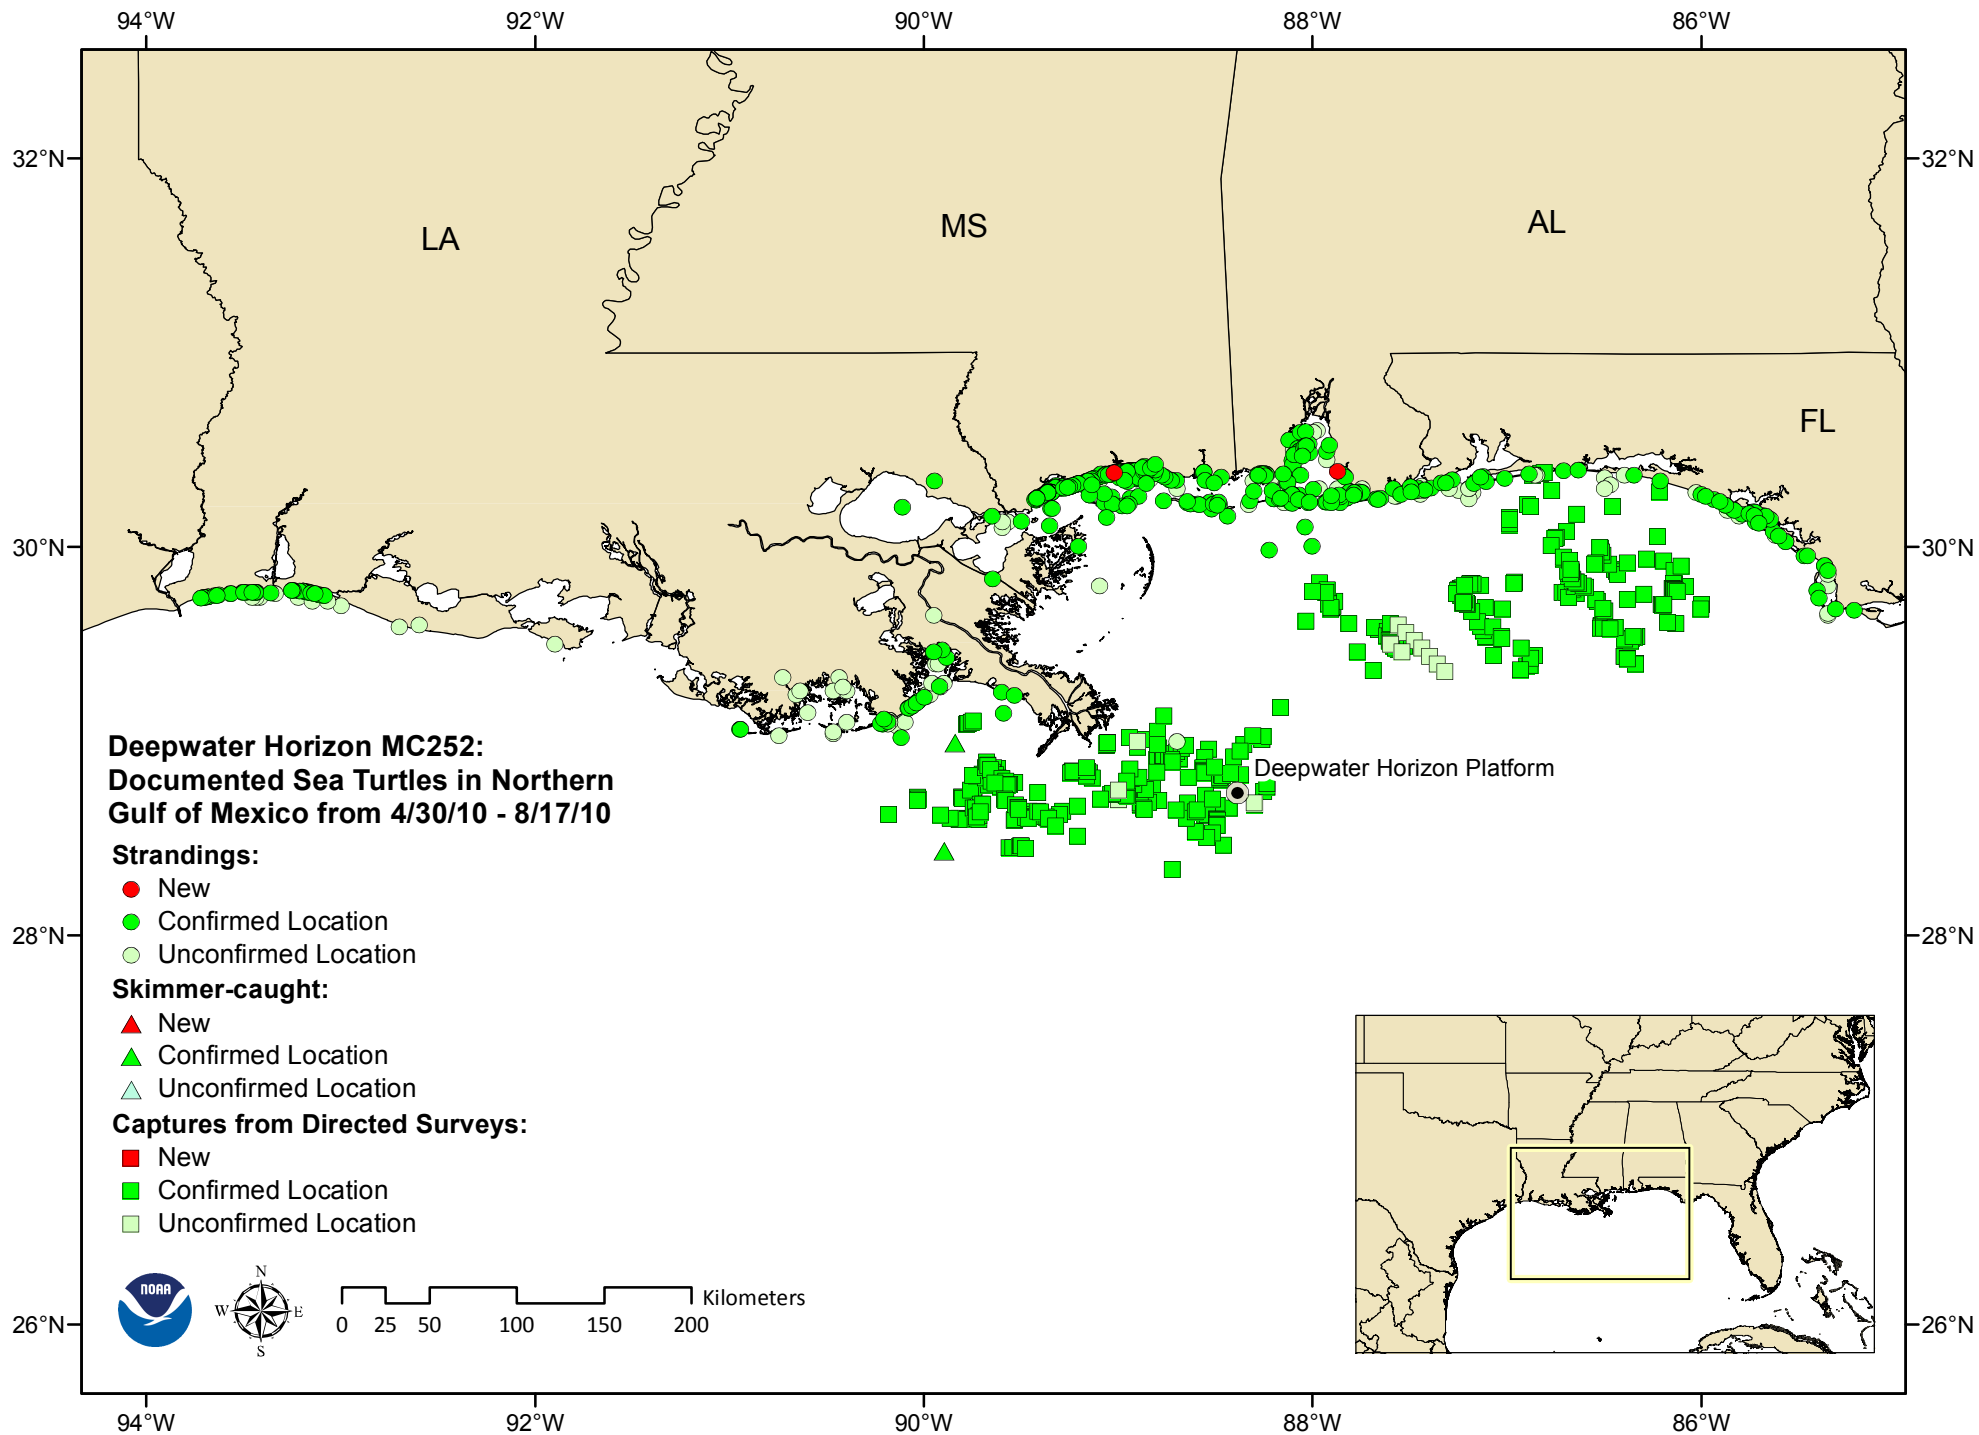 94°W 92°W 90°W 88°W 86°W
32°N 32°N
LA MS AL
FL
30°N 30°N
Deepwater Horizon Platform
Deepwater Horizon MC252:
Documented Sea Turtles in Northern
Gulf of Mexico from 4/30/10 - 8/17/10
Strandings:
New
Confirmed Location
Unconfirmed Location
28°N 28°N
Skimmer-caught:
New
Confirmed Location
Unconfirmed Location
Captures from Directed Surveys:
New
Confirmed Location
Unconfirmed Location
NOAA
N
W E
S
Kilometers
0 25 50 100 150 200
26°N 26°N
94°W 92°W 90°W 88°W 86°W